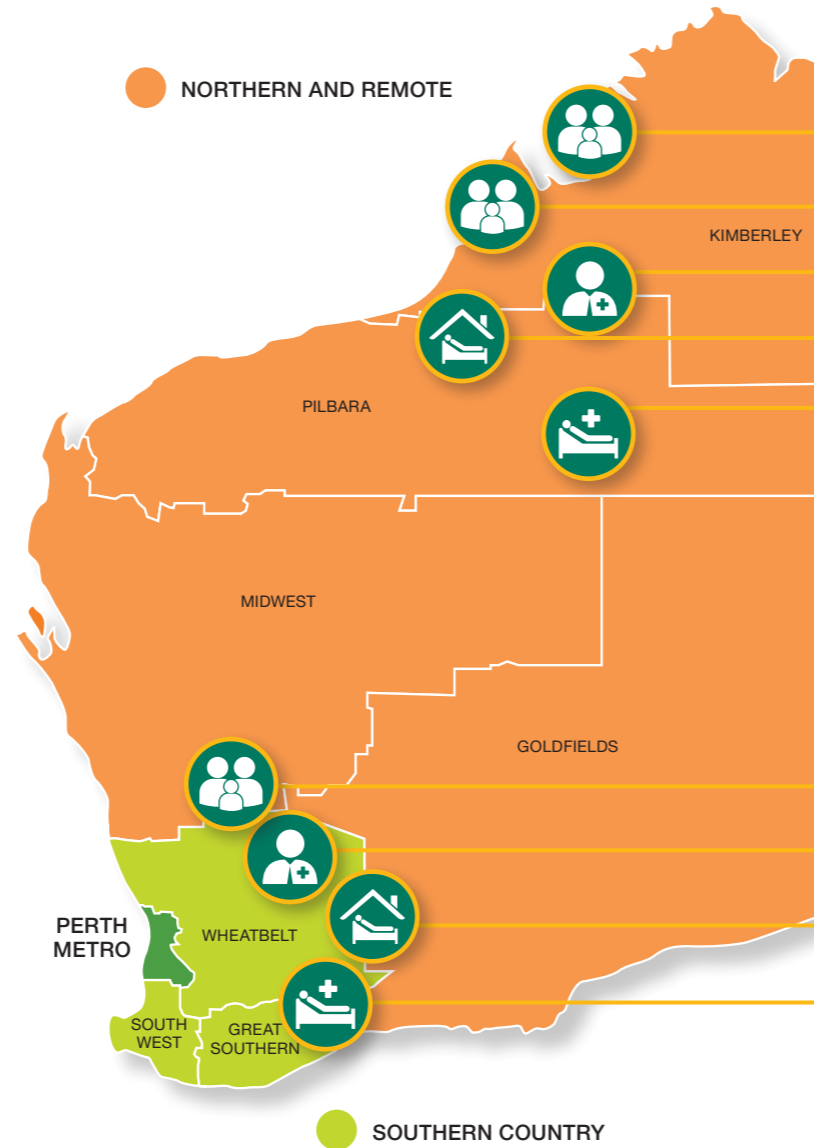 NORTHERN AND REMOTE
KIMBERLEY
PILBARA
MIDWEST
GOLDFIELDS
PERTH
METRO
WHEATBELT
SOUTH
WEST
GREAT
SOUTHERN
SOUTHERN COUNTRY